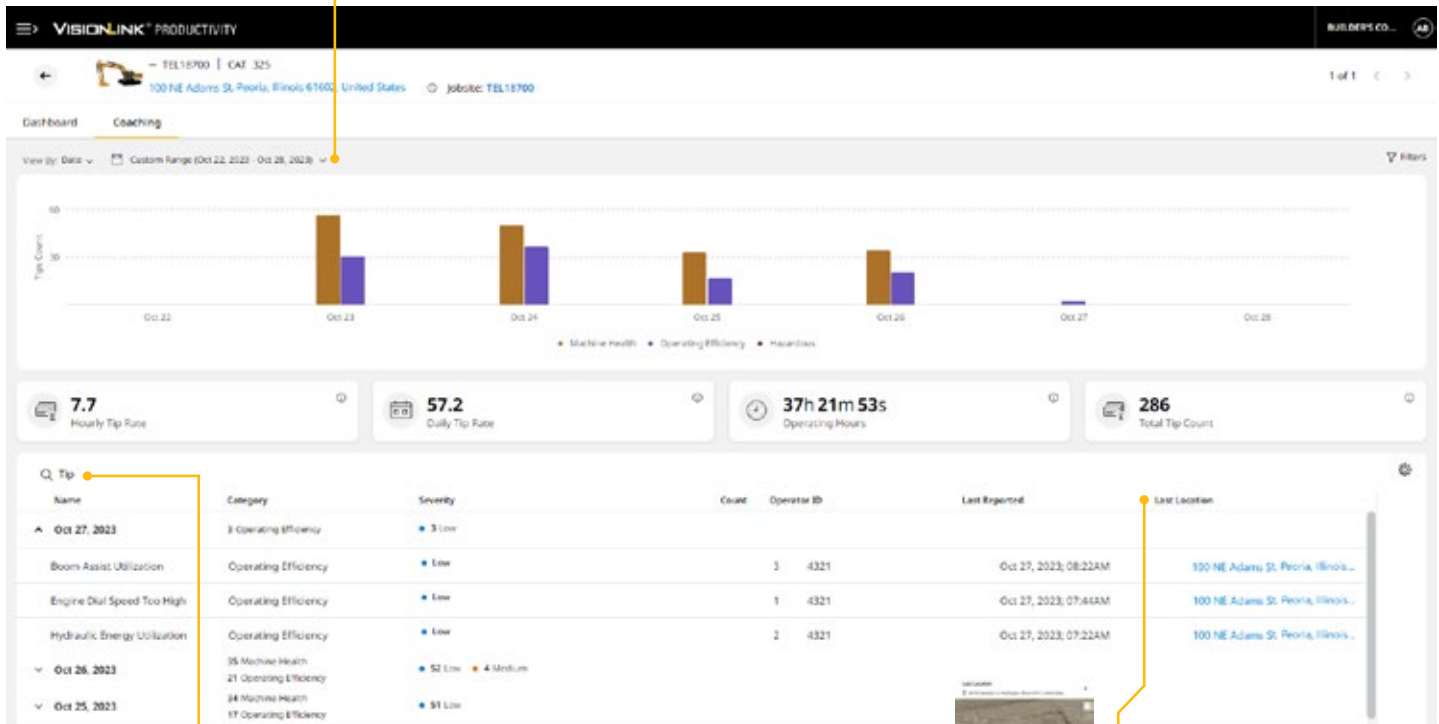 VISIONLINK® PRODUCTIVITY
BUILDER'S CO... AB
– TEL18700 | CAT 325
1 of 1
100 NE Adams St, Peoria, Illinois 61602, United States Jobsite: TEL18700
Dashboard Coaching
View By: Date Custom Range (Oct 22, 2023 - Oct 28, 2023) Filters
60
Tips Count
30
Oct 22 Oct 23 Oct 24 Oct 25 Oct 26 Oct 27 Oct 28
Machine Health Operating Efficiency Hazardous
7.7 57.2 37h 21m 53s 286
Hourly Tip Rate Daily Tip Rate Operating Hours Total Tip Count
Tip
Name Category Severity Count Operator ID Last Reported Last Location
Oct 27, 2023 3 Operating Efficiency 3 Low
Boom Assist Utilization Operating Efficiency Low 3 4321 Oct 27, 2023; 08:22AM 100 NE Adams St, Peoria, Illinois...
Engine Dial Speed Too High Operating Efficiency Low 1 4321 Oct 27, 2023; 07:44AM 100 NE Adams St, Peoria, Illinois...
Hydraulic Energy Utilization Operating Efficiency Low 2 4321 Oct 27, 2023; 07:22AM 100 NE Adams St, Peoria, Illinois...
Oct 26, 2023 35 Machine Health 52 Low 4 Medium
21 Operating Efficiency
Oct 25, 2023 34 Machine Health 51 Low
17 Operating Efficiency
Last Location